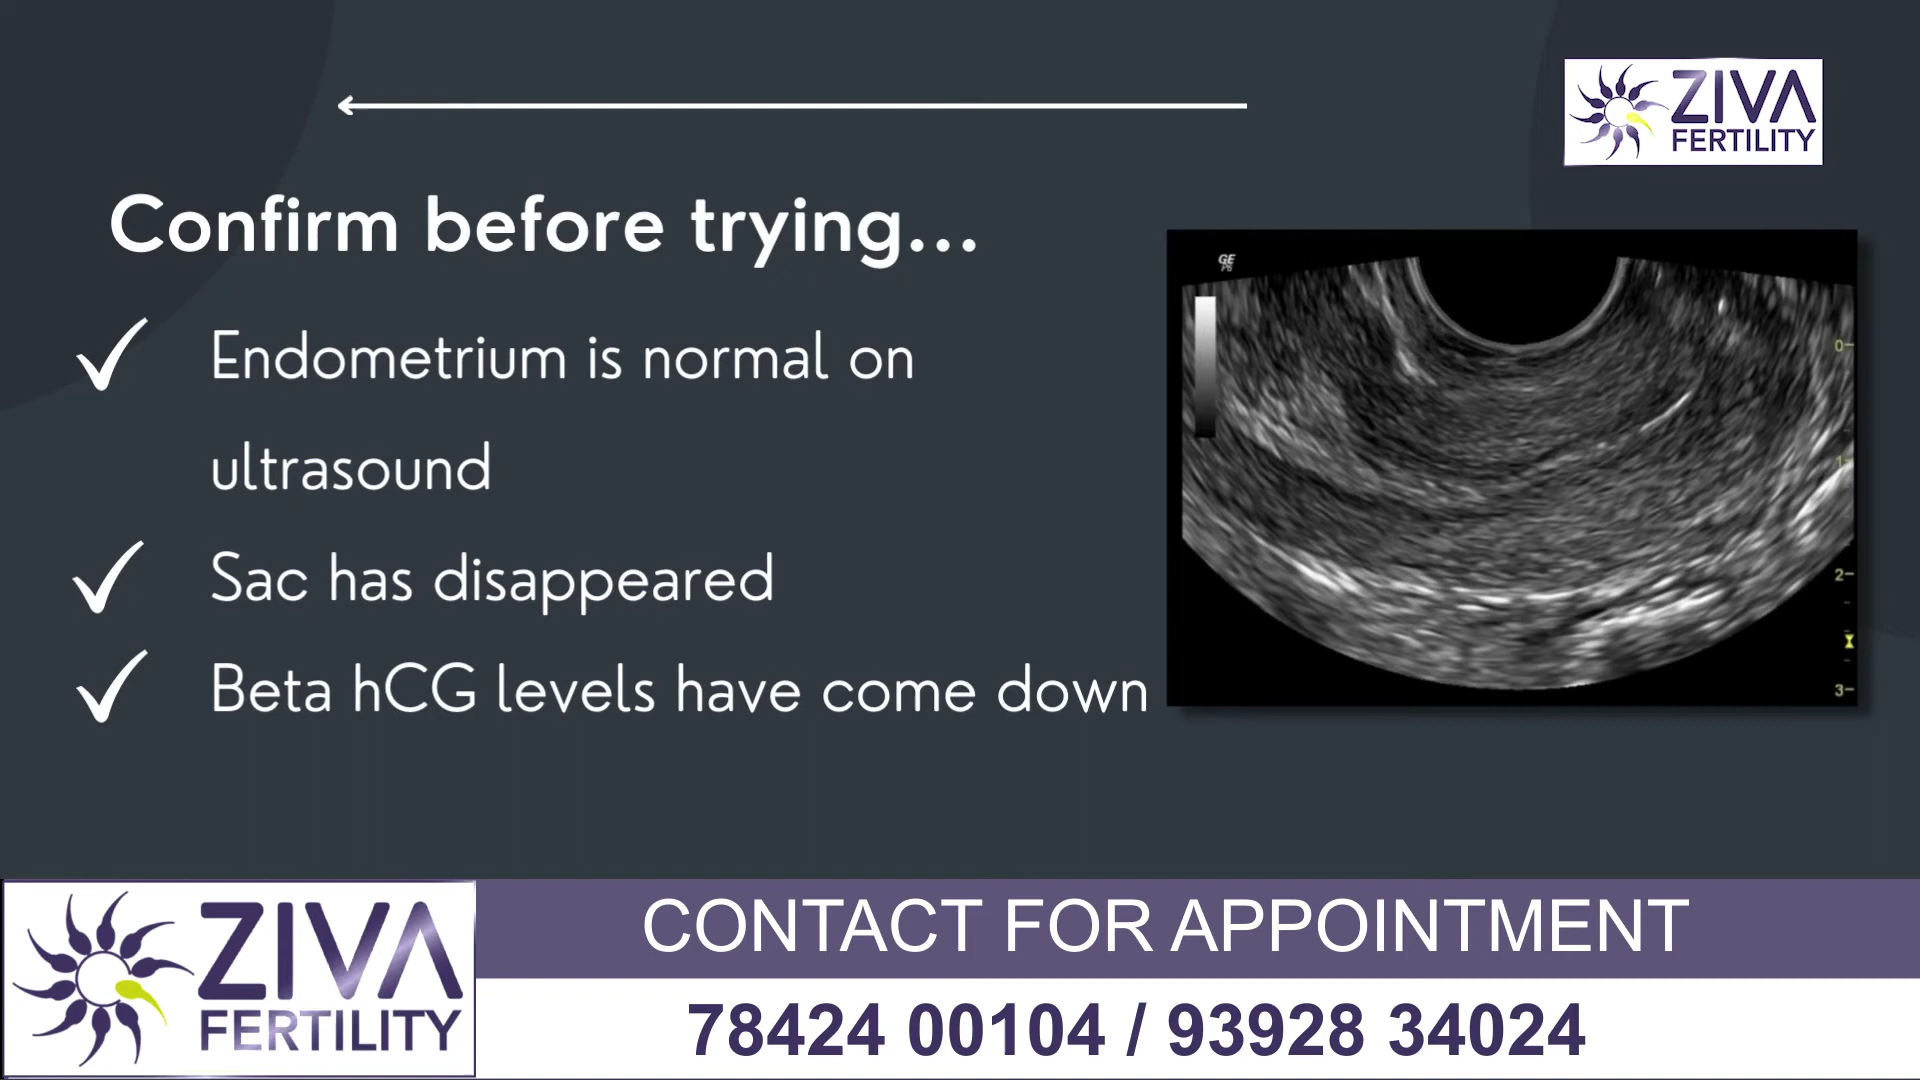 ZIVA
FERTILITY
Confirm before trying...
Endometrium is normal on
ultrasound
Sac has disappeared
Beta hCG levels have come down
GE
P6
0
1
2
3
ZIVA
FERTILITY
CONTACT FOR APPOINTMENT
78424 00104 / 93928 34024